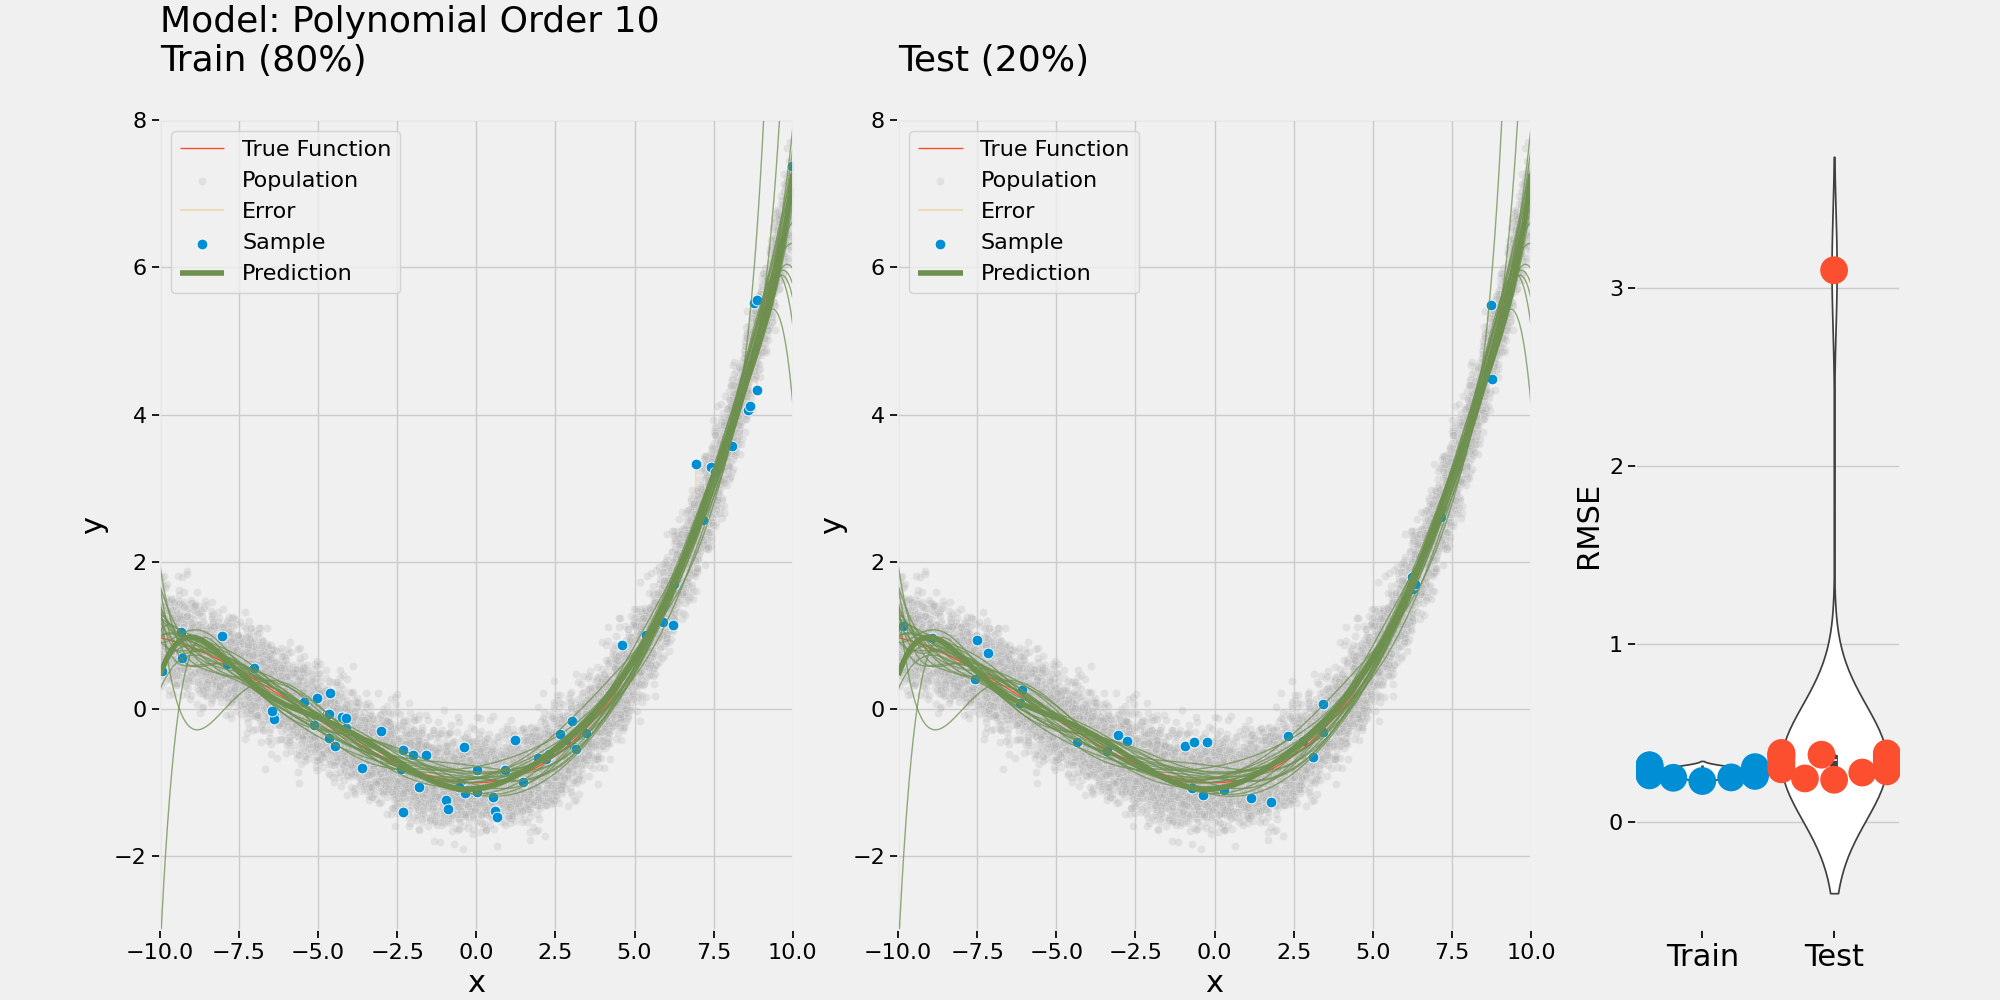 Model: Polynomial Order 10
Train (80%)
Test (20%)
8
6
4
2
0
−2
y
True Function
Population
Error
Sample
Prediction
−10.0 −7.5 −5.0 −2.5 0.0 2.5 5.0 7.5 10.0
x
8
6
4
2
0
−2
y
True Function
Population
Error
Sample
Prediction
−10.0 −7.5 −5.0 −2.5 0.0 2.5 5.0 7.5 10.0
x
3
2
1
0
RMSE
Train Test